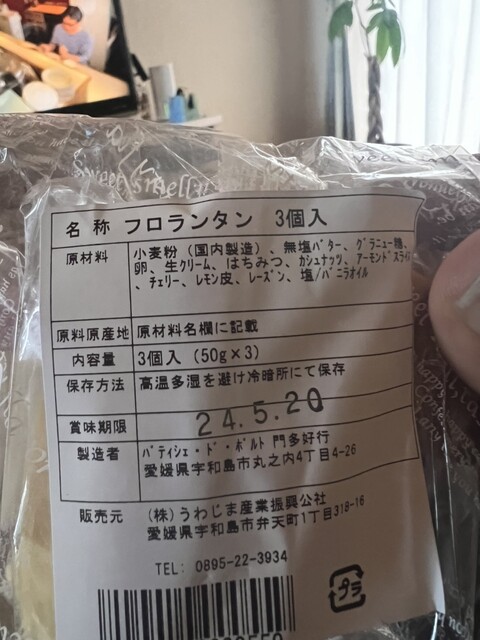 Sweet smell
名称 フロランタン 3個入
原材料 小麦粉（国内製造）、無塩バター、グラニュー糖、
卵、生クリーム、はちみつ、カシュナッツ、アーモンドスライス
、チェリー、レモン皮、レーズン、塩/バニラオイル
原料原産地 原材料名欄に記載
内容量 3個入（50g×3）
保存方法 高温多湿を避け冷暗所にて保存
賞味期限 24.5.20
製造者 パティシェ・ド・ポルト 門多好行
愛媛県宇和島市丸之内4丁目4-26
販売元 （株）うわじま産業振興公社
愛媛県宇和島市弁天町1丁目318-16
TEL: 0895-22-3934
プラ